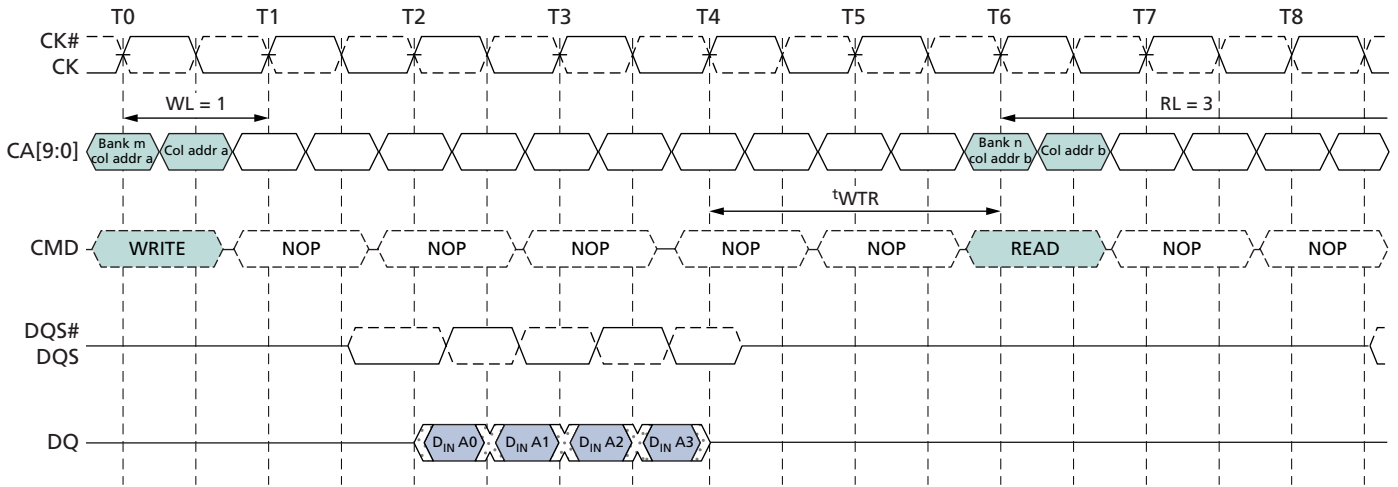 T0 T1 T2 T3 T4 T5 T6 T7 T8
CK#
CK
WL = 1 RL = 3
CA[9:0] Bank m col addr a Col addr a Bank n col addr b Col addr b
tWTR
CMD WRITE NOP NOP NOP NOP NOP READ NOP NOP
DQS#
DQS
DQ DIN A0 DIN A1 DIN A2 DIN A3